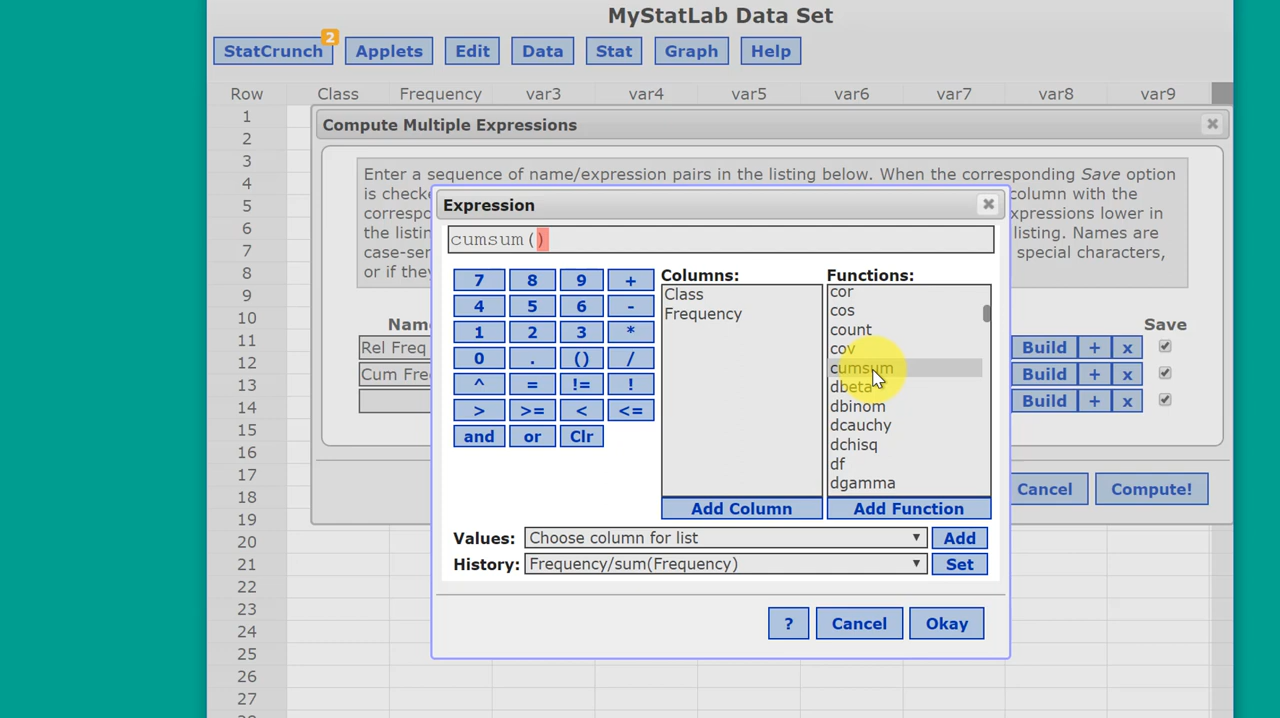 MyStatLab Data Set
StatCrunch 2 Applets Edit Data Stat Graph Help
Row Class Frequency var3 var4 var5 var6 var7 var8 var9
1
2
3
4
5
6
7
8
9
10
11
12
13
14
15
16
17
18
19
20
21
22
23
24
25
26
27
Compute Multiple Expressions
Enter a sequence of name/expression pairs in the listing below. When the corresponding Save option
is checke
column with the
corresp
expressions lower in
the listin
listing. Names are
case-ser
special characters,
or if they
Name
Save
Rel Freq
Build + x
Cum Fre
Build + x
Build + x
Cancel Compute!
Expression
cumsum()
7 8 9 +
4 5 6 -
1 2 3 *
0 . () /
^ = != !
> >= < <=
and or Clr
Columns:
Class
Frequency
Add Column
Functions:
cor
cos
count
cov
cumsum
dbeta
dbinom
dcauchy
dchisq
df
dgamma
Add Function
Values: Choose column for list Add
History: Frequency/sum(Frequency) Set
? Cancel Okay